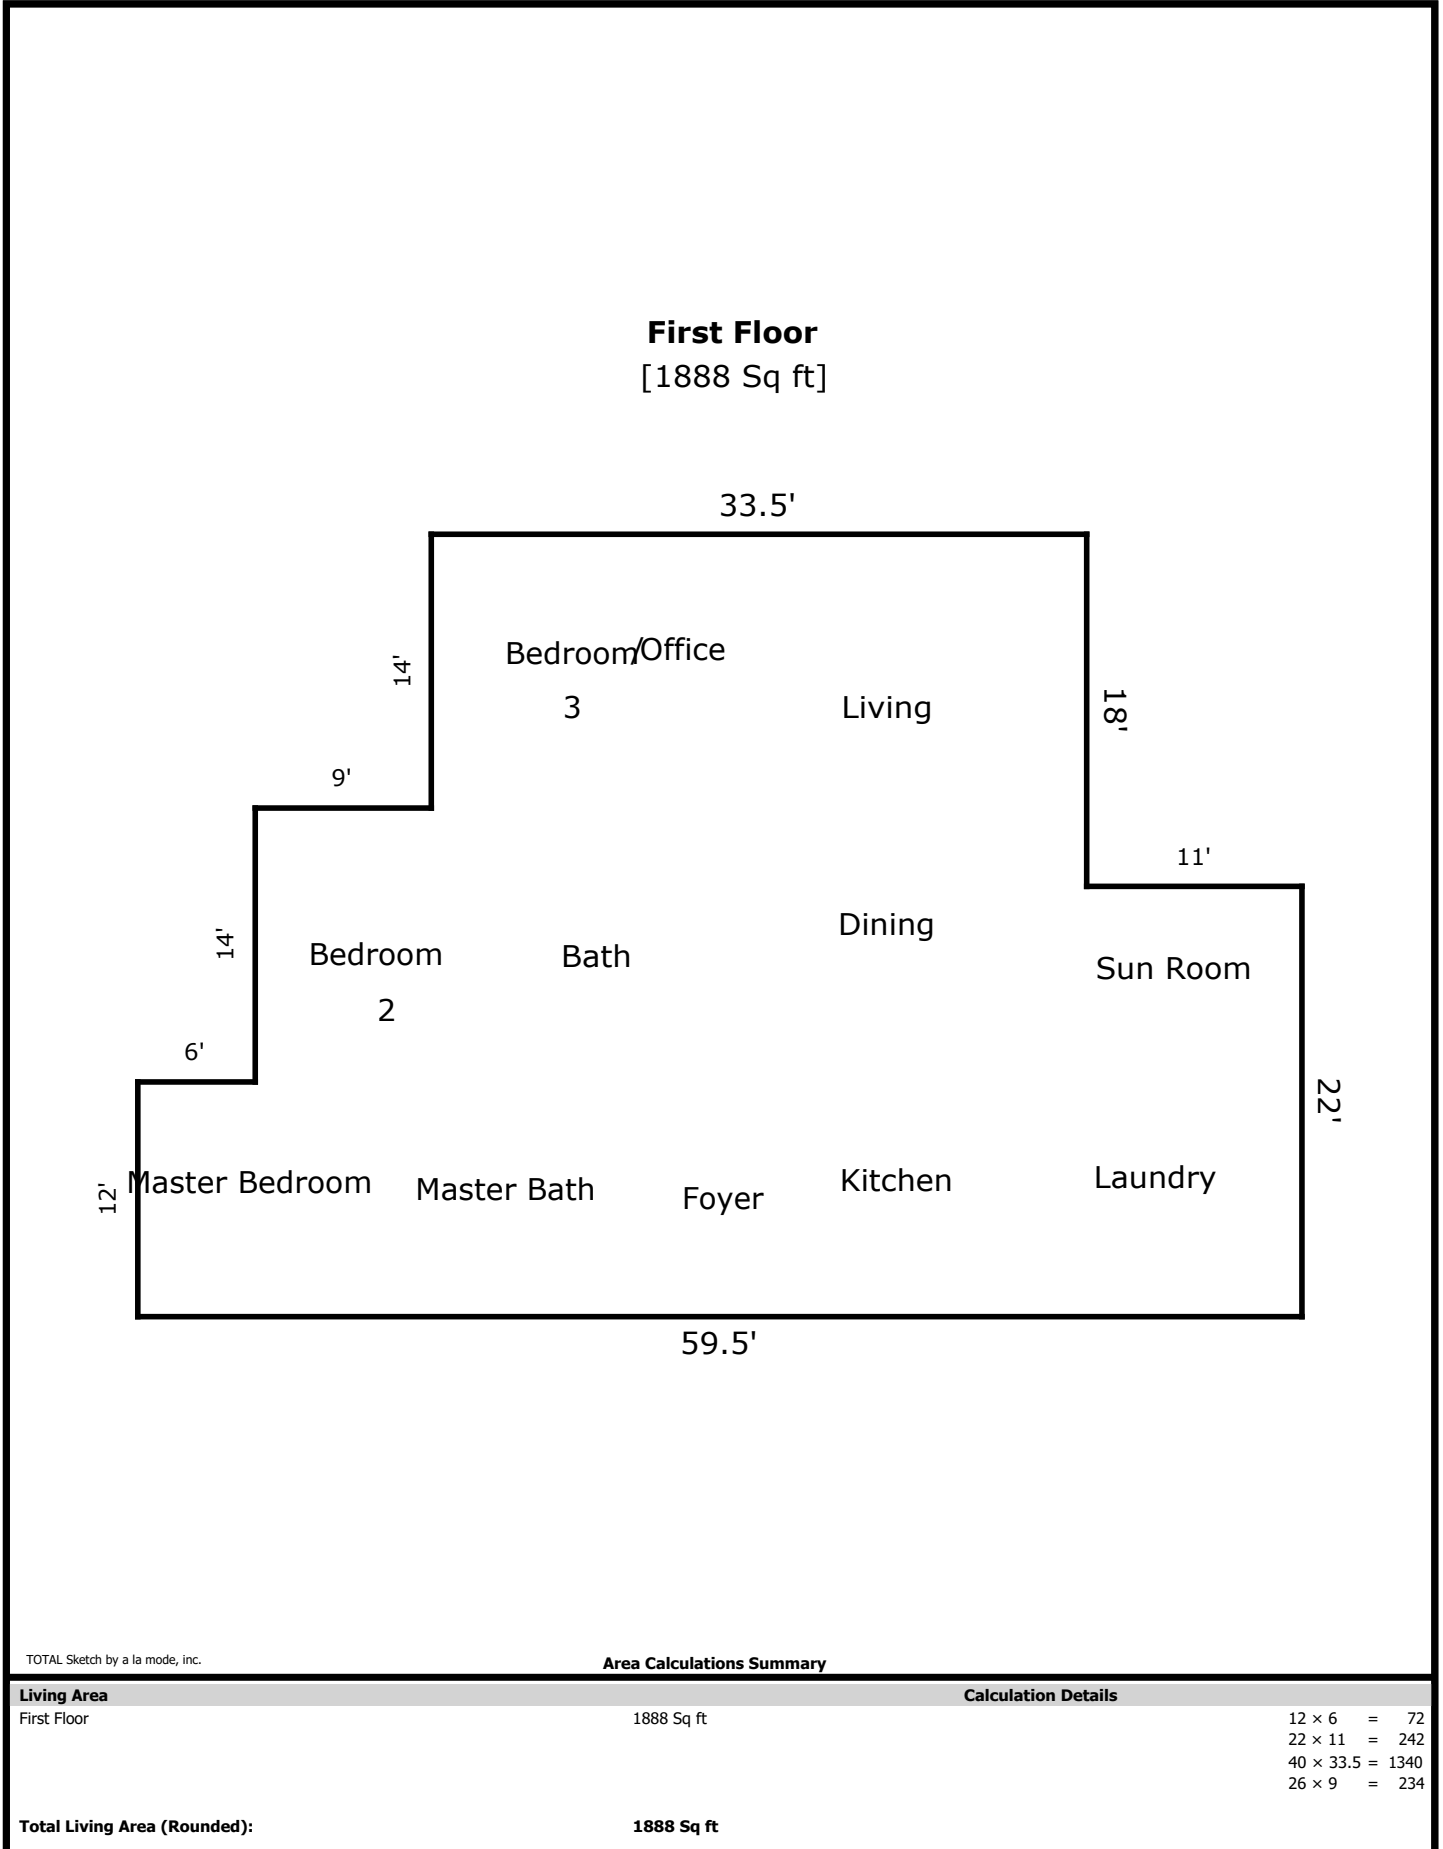 First Floor
[1888 Sq ft]
33.5'
Bedroom/Office
14'
3
Living
18'
9'
11'
Dining
14'
Bedroom
Bath
Sun Room
2
6'
22'
12'
Master Bedroom
Master Bath
Foyer
Kitchen
Laundry
59.5'
TOTAL Sketch by a la mode, inc.
Area Calculations Summary
Living Area Calculation Details
First Floor 1888 Sq ft 12 × 6 = 72
22 × 11 = 242
40 × 33.5 = 1340
26 × 9 = 234
Total Living Area (Rounded): 1888 Sq ft